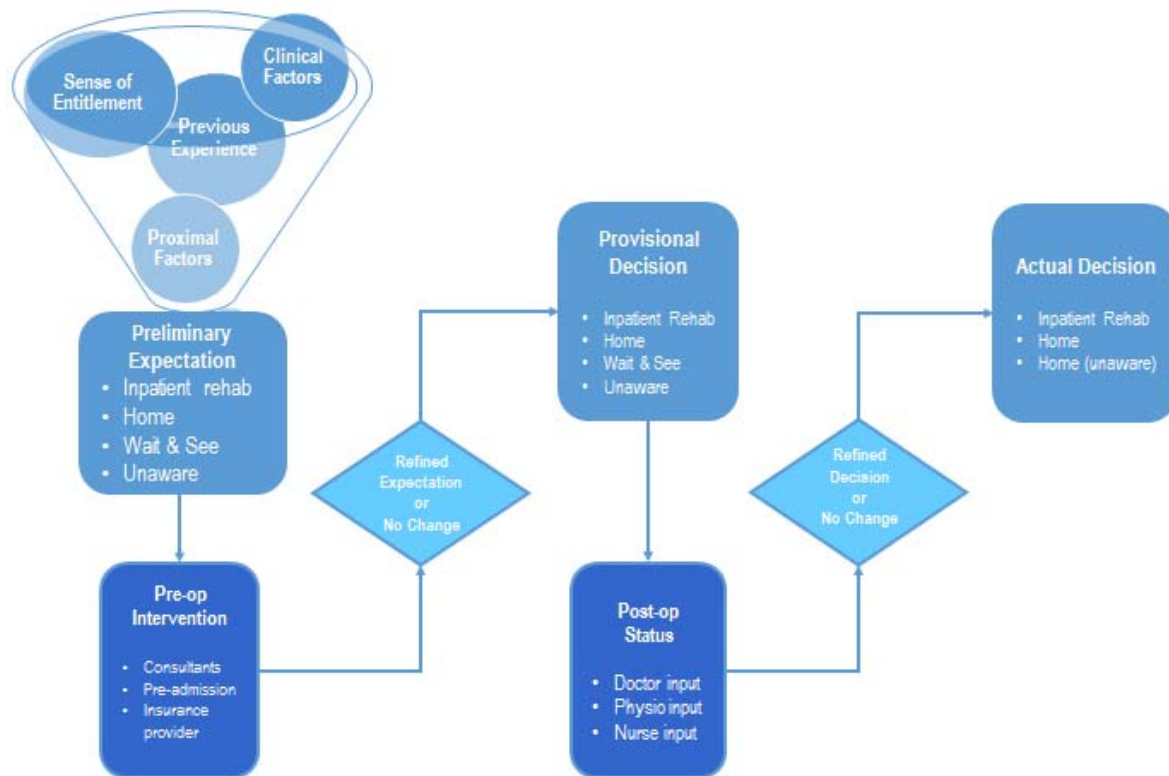 Sense of
Entitlement
Clinical
Factors
Previous
Experience
Proximal
Factors
Preliminary
Expectation
• Inpatient rehab
• Home
• Wait & See
• Unaware
Pre-op
Intervention
• Consultants
• Pre-admission
• Insurance
provider
Refined
Expectation
or
No Change
Provisional
Decision
• Inpatient Rehab
• Home
• Wait & See
• Unaware
Post-op
Status
• Doctor input
• Physio input
• Nurse input
Refined
Decision
or
No Change
Actual Decision
• Inpatient Rehab
• Home
• Home (unaware)